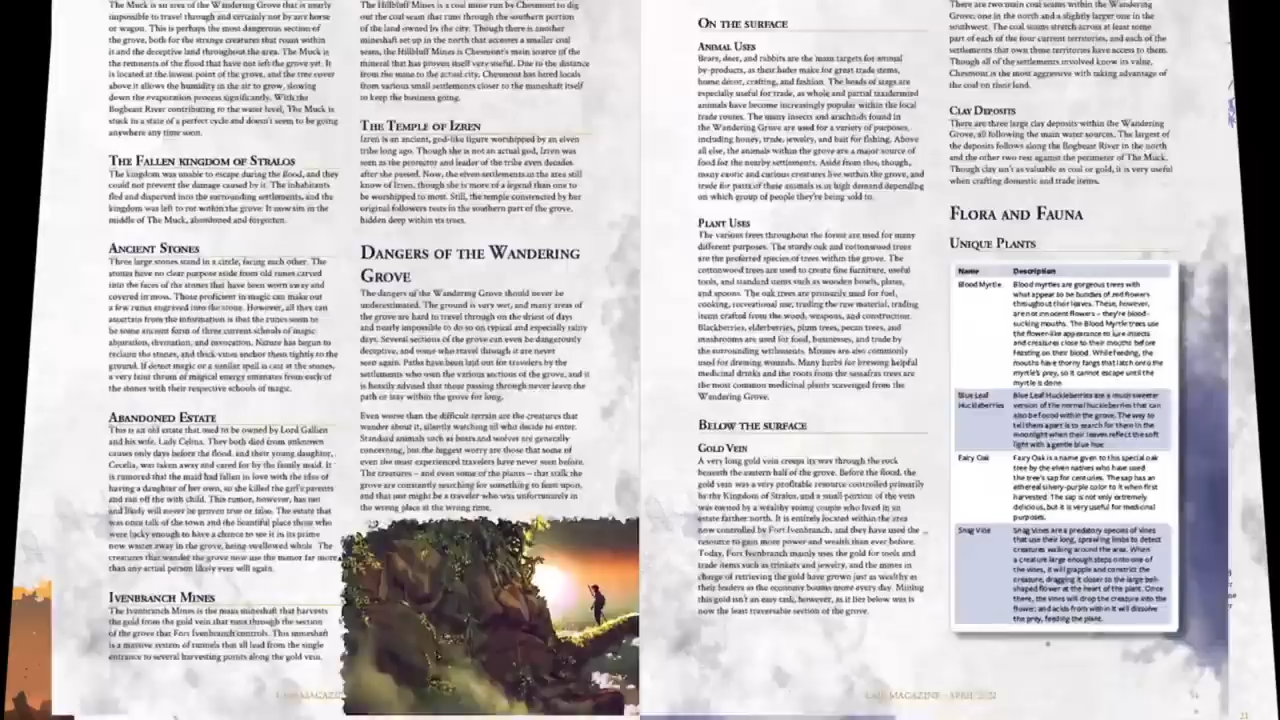 The Muck is an area of the Wandering Grove that is nearly
impossible to travel through and certainly not by any horse
or wagon. This is perhaps the most dangerous section of
the grove, both for the strange creatures that roam within
it and the deceptive land throughout the area. The Muck is
the remnants of the flood that have not left the grove yet. It
is located at the lowest point of the grove, and the tree cover
above it allows the humidity in the air to grow, slowing
down the evaporation process significantly. With the
Bogbeast River contributing to the water level, The Muck is
stuck in a state of a perfect cycle and doesn't seem to be going
anywhere any time soon.
The Fallen kingdom of Stralos
The kingdom was unable to escape during the flood, and they
could not prevent the damage caused by it. The inhabitants
fled and dispersed into the surrounding settlements, and the
kingdom was left to rot within the grove. It now sits in the
middle of The Muck, abandoned and forgotten.
Ancient Stones
Three large stones stand in a circle, facing each other. The
stones have no clear purpose aside from old runes carved
into the faces of the stones that have been worn away and
covered in moss. Those proficient in magic can make out
a few runes engraved into the stone. However, all they can
ascertain from the information is that the runes seem to
be some ancient form of three current schools of magic:
abjuration, divination, and evocation. Nature has begun to
reclaim the stones, and thick vines anchor them tightly to the
ground. If detect magic or a similar spell is cast at the stones,
a very faint thrum of magical energy emanates from each of
the stones with their respective schools of magic.
Abandoned Estate
This is an old estate that used to be owned by Lord Gallien
and his wife, Lady Celina. They both died from unknown
causes only days before the flood, and their young daughter,
Cecelia, was taken away and cared for by the family maid. It
is rumored that the maid had fallen in love with the idea of
having a daughter of her own, so she killed the girl's parents
and ran off with the child. This rumor, however, has not
and likely will never be proven true or false. The estate that
was once talk of the town and the beautiful place those who
were lucky enough to have a chance to see it in its prime
now wastes away in the grove, being swallowed whole. The
creatures that wander the grove now use the manor far more
than any actual person likely ever will again.
Ivenbranch Mines
The Ivenbranch Mines is the main mineshaft that harvests
the gold from the gold vein that runs through the section
of the grove that Fort Ivenbranch controls. This mineshaft
is a massive system of tunnels that all lead from the single
entrance to several harvesting points along the gold vein.
The Hillbluff Mines is a coal mine run by Chesmont to dig
out the coal seam that runs through the southern portion
of the land owned by the city. Though there is another
mineshaft set up in the north that accesses a smaller coal
seam, the Hillbluff Mines is Chesmont's main source of the
mineral that has proven itself very useful. Due to the distance
from the mine to the actual city, Chesmont has hired locals
from various small settlements closer to the mineshaft itself
to keep the business going.
The Temple of Izren
Izren is an ancient, god-like figure worshipped by an elven
tribe long ago. Though she is not an actual god, Izren was
seen as the protector and leader of the tribe even decades
after she passed. Now, the elven settlements in the area still
know of Izren, though she is more of a legend than one to
be worshipped to most. Still, the temple constructed by her
original followers rests in the southern part of the grove,
hidden deep within its trees.
Dangers of the Wandering
Grove
The dangers of the Wandering Grove should never be
underestimated. The ground is very wet, and many areas of
the grove are hard to travel through on the driest of days
and nearly impossible to do so on typical and especially rainy
days. Several sections of the grove can even be dangerously
deceptive, and some who travel through it are never
seen again. Paths have been laid out for travelers by the
settlements who own the various sections of the grove, and it
is heavily advised that those passing through never leave the
path or stay within the grove for long.
Even worse than the difficult terrain are the creatures that
wander about it, silently watching all who decide to enter.
Standard animals such as bears and wolves are generally
concerning, but the biggest worry are those that some of
even the most experienced travelers have never seen before.
The creatures – and even some of the plants – that stalk the
grove are constantly searching for something to feast upon,
and that just might be a traveler who was unfortunately in
the wrong place at the wrong time.
On the surface
Animal Uses
Bears, deer, and rabbits are the main targets for animal
by-products, as their hides make for great trade items,
home décor, crafting, and fashion. The heads of stags are
especially useful for trade, as whole and partial taxidermied
animals have become increasingly popular within the local
trade routes. The many insects and arachnids found in
the Wandering Grove are used for a variety of purposes,
including honey, trade, jewelry, and bait for fishing. Above
all else, the animals within the grove are a major source of
food for the nearby settlements. Aside from this, though,
many exotic and curious creatures live within the grove, and
trade for parts of these animals is in high demand depending
on which group of people they're being sold to.
Plant Uses
The various trees throughout the forest are used for many
different purposes. The sturdy oak and cottonwood trees
are the preferred species of trees within the grove. The
cottonwood trees are used to create fine furniture, useful
tools, and standard items such as wooden bowls, plates,
and spoons. The oak trees are primarily used for fuel,
cooking, recreational use, trading the raw material, trading
items crafted from the wood, weapons, and construction.
Blackberries, elderberries, plum trees, pecan trees, and
mushrooms are used for food, businesses, and trade by
the surrounding settlements. Mosses are also commonly
used for dressing wounds. Many herbs for brewing helpful
medicinal drinks and the roots from the sassafras trees are
the most common medicinal plants scavenged from the
Wandering Grove.
Below the surface
Gold Vein
A very long gold vein creeps its way through the rock
beneath the eastern half of the grove. Before the flood, the
gold vein was a very profitable resource controlled primarily
by the Kingdom of Stralos, and a small portion of the vein
was owned by a wealthy young couple who lived in an
estate farther north. It is entirely located within the area
now controlled by Fort Ivenbranch, and they have used the
resource to gain more power and wealth than ever before.
Today, Fort Ivenbranch mainly uses the gold for tools and
trade items such as trinkets and jewelry, and the mines in
charge of retrieving the gold have grown just as wealthy as
their leaders as the economy booms more every day. Mining
this gold isn't an easy task, however, as it lies below what is
now the least traversable section of the grove.
There are two main coal seams within the Wandering
Grove; one in the north and a slightly larger one in the
southwest. The coal seams stretch across at least some
part of each of the four current territories, and each of the
settlements that own those territories have access to them.
Though all of the settlements involved know its value,
Chesmont is the most aggressive with taking advantage of
the coal on their land.
Clay Deposits
There are three large clay deposits within the Wandering
Grove, all following the main water sources. The largest of
the deposits follows along the Bogbeast River in the north
and the other two rest against the perimeter of The Muck.
Though clay isn't as valuable as coal or gold, it is very useful
when crafting domestic and trade items.
Flora and Fauna
Unique Plants
Name Description
Blood Myrtle Blood myrtles are gorgeous trees with
what appear to be bundles of red flowers
throughout their leaves. These, however,
are not innocent flowers – they're blood-
sucking mouths. The Blood Myrtle trees use
the flower-like appearance to lure insects
and creatures close to their mouths before
feasting on their blood. While feeding, the
mouths have thorny fangs that latch onto the
myrtle's prey, so it cannot escape until the
myrtle is done.
Blue Leaf Huckleberries Blue Leaf Huckleberries are a much sweeter
version of the normal huckleberries that can
also be found within the grove. The way to
tell them apart is to search for them in the
moonlight when their leaves reflect the soft
light with a gentle blue hue.
Fairy Oak Fairy Oak is a name given to this special oak
tree by the elven natives who have used
the tree's sap for centuries. The sap has an
ethereal silvery-purple color to it when first
harvested. The sap is not only extremely
delicious, but it is very useful for medicinal
purposes.
Snag Vine Snag Vines are a predatory species of vines
that use their long, sprawling limbs to detect
creatures walking around the area. When
a creature large enough steps onto one of
the vines, it will grapple and constrict the
creature, dragging it closer to the large bell-
shaped flower at the heart of the plant. Once
there, the vines will drop the creature into the
flower, and acids from within it will dissolve
the prey, feeding the plant.
MAGAZINE - APRIL 2021